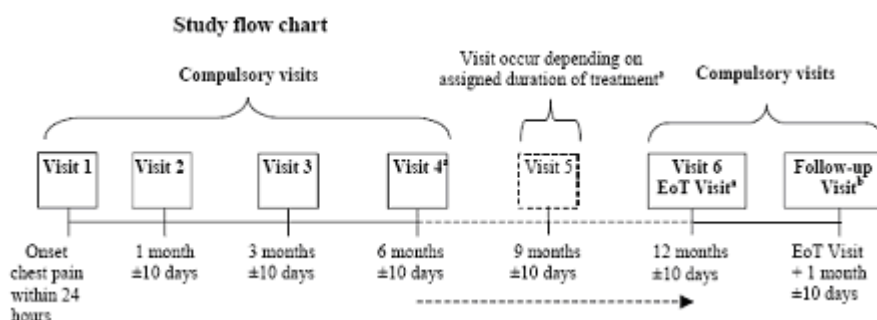 Study flow chart
Compulsory visits
Visit occur depending on
assigned duration of treatmentª
Compulsory visits
Visit 1
Visit 2
Visit 3
Visit 4ª
Visit 5
Visit 6
EoT Visitª
Follow-up
Visitᵇ
Onset
chest pain
within 24
hours
1 month
±10 days
3 months
±10 days
6 months
±10 days
9 months
±10 days
12 months
±10 days
EoT Visit
+ 1 month
±10 days